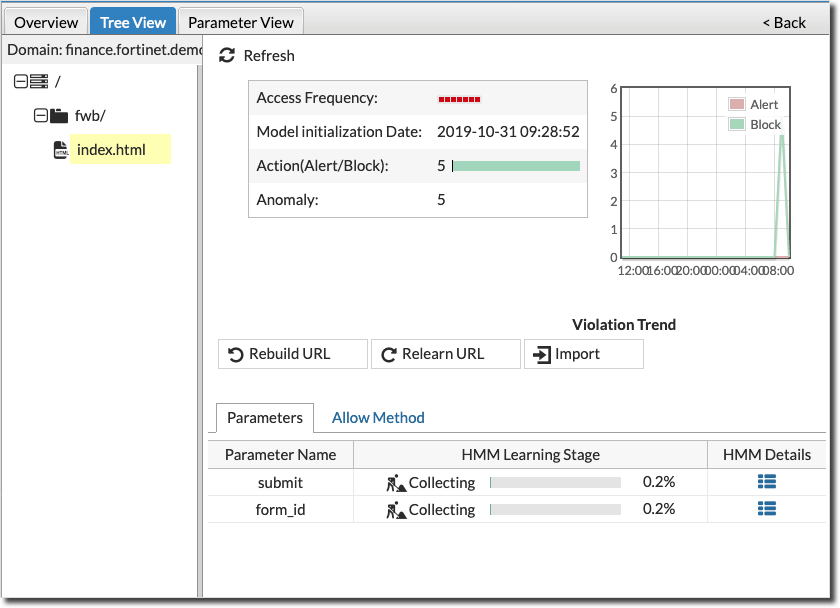 Overview Tree View Parameter View < Back
Domain: finance.fortinet.demo
Refresh
/
fwb/
index.html
Access Frequency:
Model initialization Date: 2019-10-31 09:28:52
Action(Alert/Block): 5
Anomaly: 5
6
5
4
3
2
1
0
Alert
Block
12:00 16:00 20:00 00:00 04:00 08:00
Violation Trend
Rebuild URL Relearn URL Import
Parameters Allow Method
Parameter Name HMM Learning Stage HMM Details
submit Collecting 0.2%
form_id Collecting 0.2%